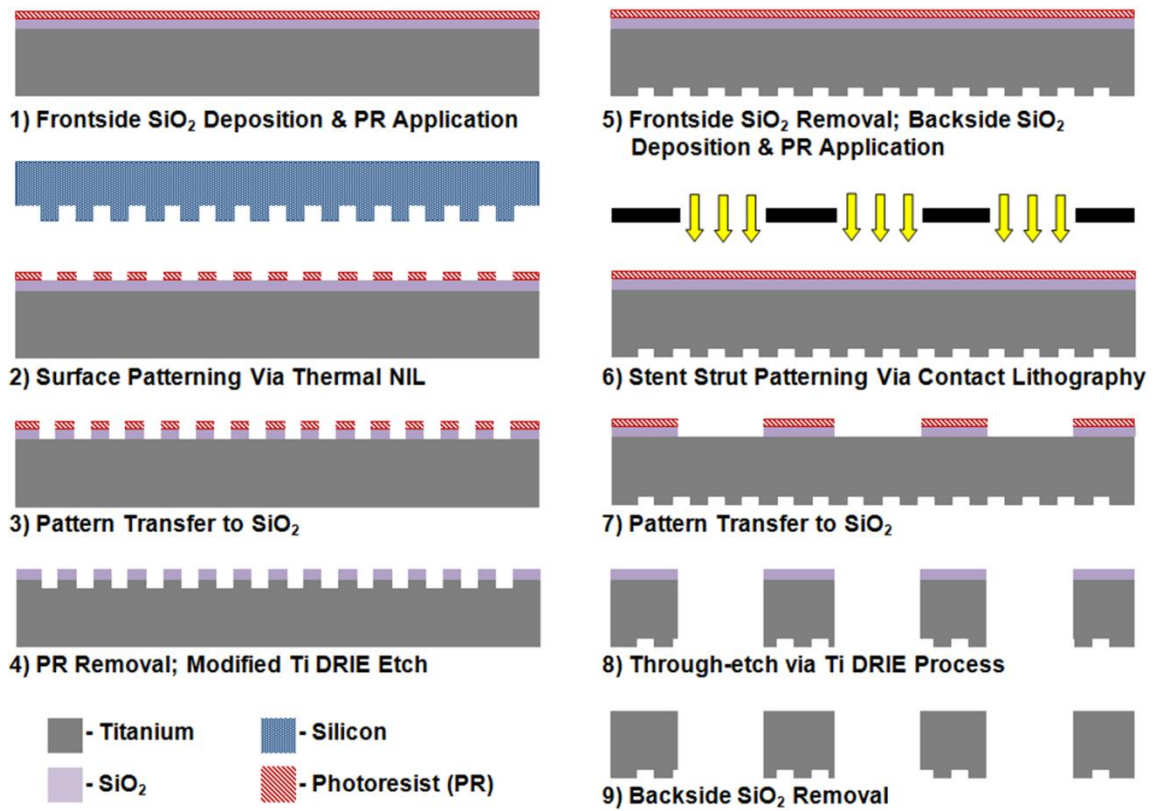 1) Frontside SiO₂ Deposition & PR Application
2) Surface Patterning Via Thermal NIL
3) Pattern Transfer to SiO₂
4) PR Removal; Modified Ti DRIE Etch
- Titanium
- Silicon
- SiO₂
- Photoresist (PR)
5) Frontside SiO₂ Removal; Backside SiO₂
Deposition & PR Application
6) Stent Strut Patterning Via Contact Lithography
7) Pattern Transfer to SiO₂
8) Through-etch via Ti DRIE Process
9) Backside SiO₂ Removal